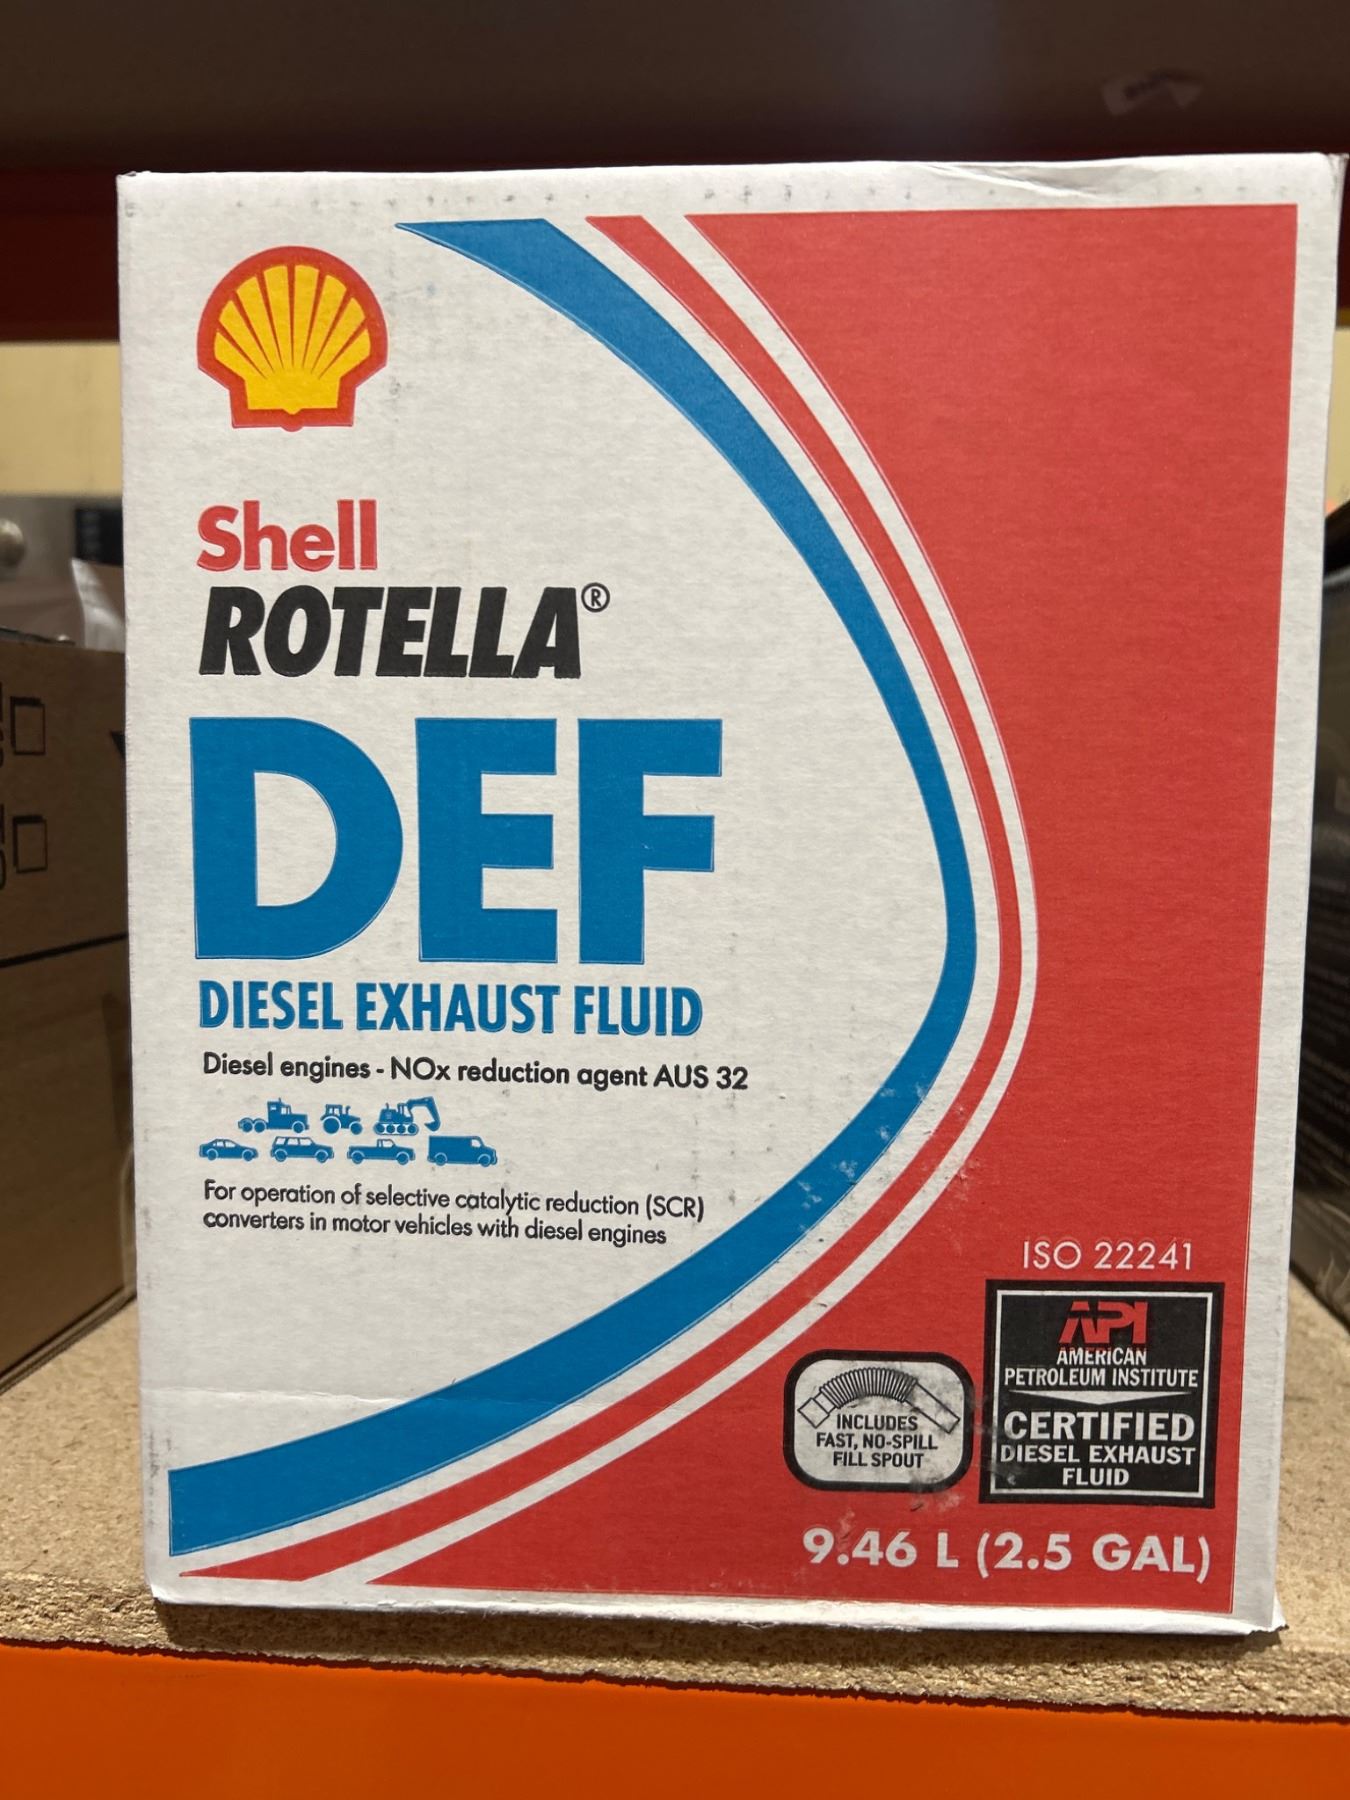 Shell
ROTELLA®
DEF
DIESEL EXHAUST FLUID
Diesel engines - NOx reduction agent AUS 32
For operation of selective catalytic reduction (SCR)
converters in motor vehicles with diesel engines
ISO 22241
API
AMERICAN
PETROLEUM INSTITUTE
CERTIFIED
DIESEL EXHAUST
FLUID
INCLUDES
FAST, NO-SPILL
FILL SPOUT
9.46 L (2.5 GAL)